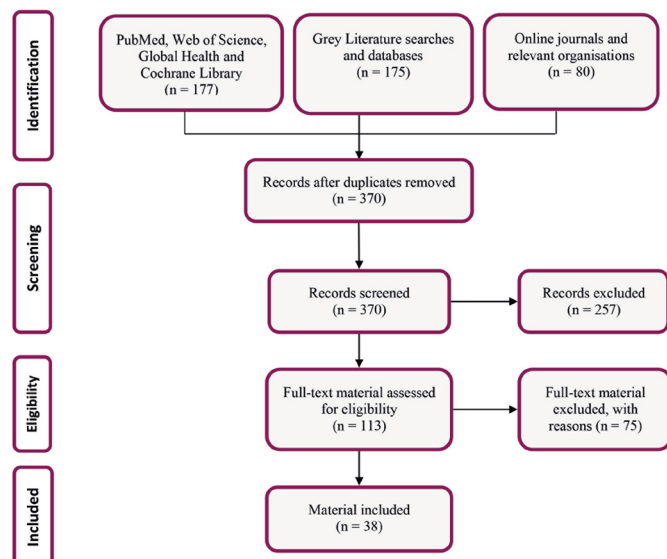 Identification
PubMed, Web of Science,
Global Health and
Cochrane Library
(n = 177)
Grey Literature searches
and databases
(n = 175)
Online journals and
relevant organisations
(n = 80)
Screening
Records after duplicates removed
(n = 370)
Records screened
(n = 370)
Records excluded
(n = 257)
Eligibility
Full-text material assessed
for eligibility
(n = 113)
Full-text material
excluded, with
reasons (n = 75)
Included
Material included
(n = 38)